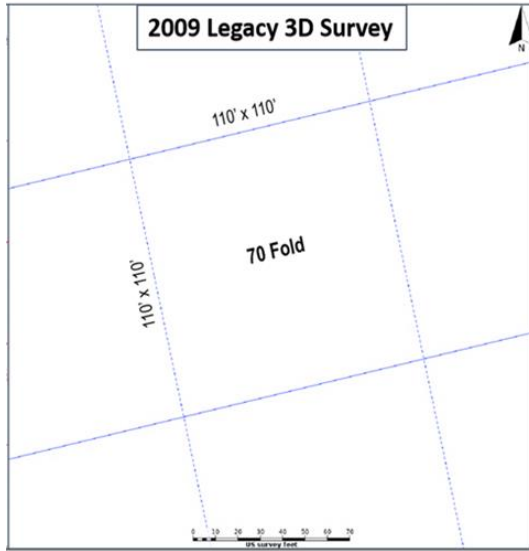 2009 Legacy 3D Survey
N
110' x 110'
70 Fold
110' x 110'
0 10 20 30 40 50 60 70
US survey feet